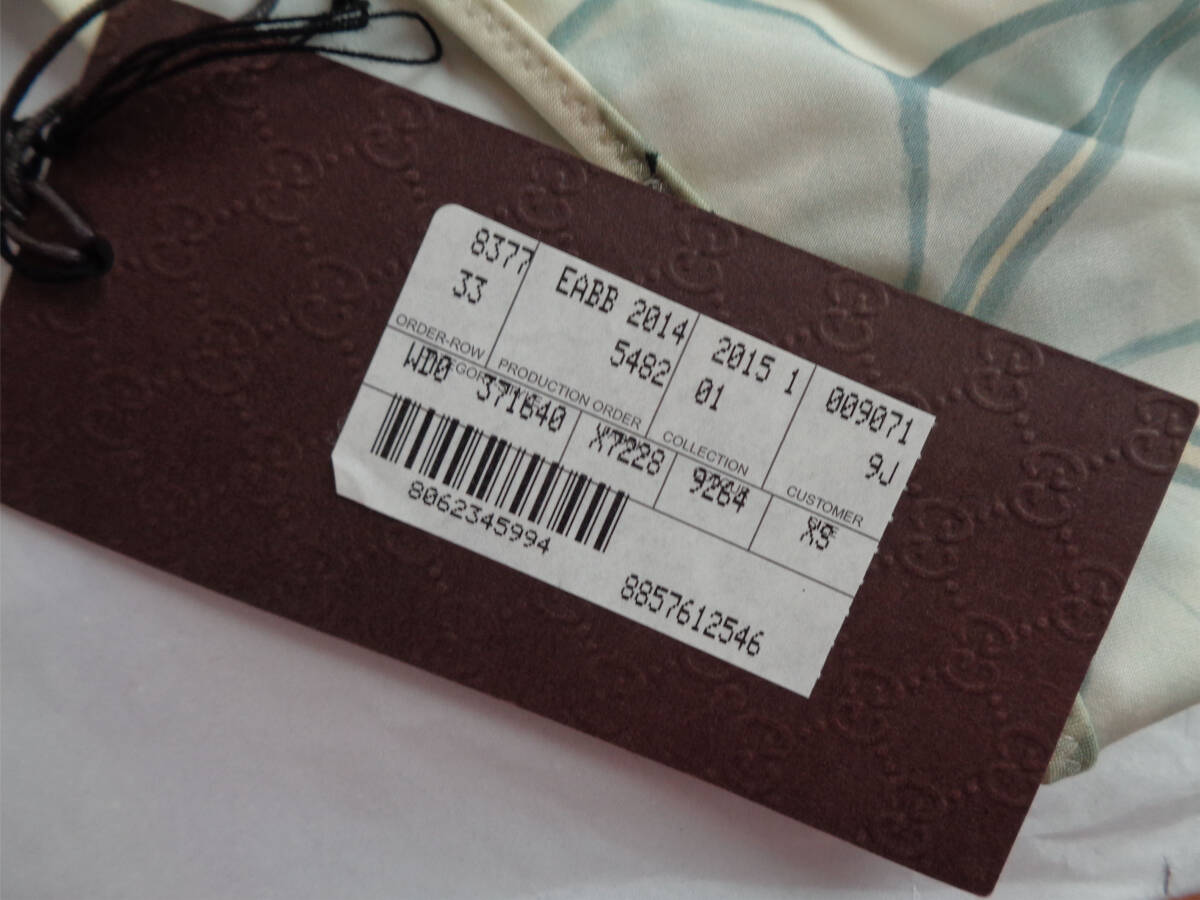 8377 EABB 2014 2015 1 009071
33 5482 01 9J
ORDER-ROW PRODUCTION ORDER COLLECTION CUSTOMER
WD0 371640 X7228 9264 XS
8062345994
8857612546